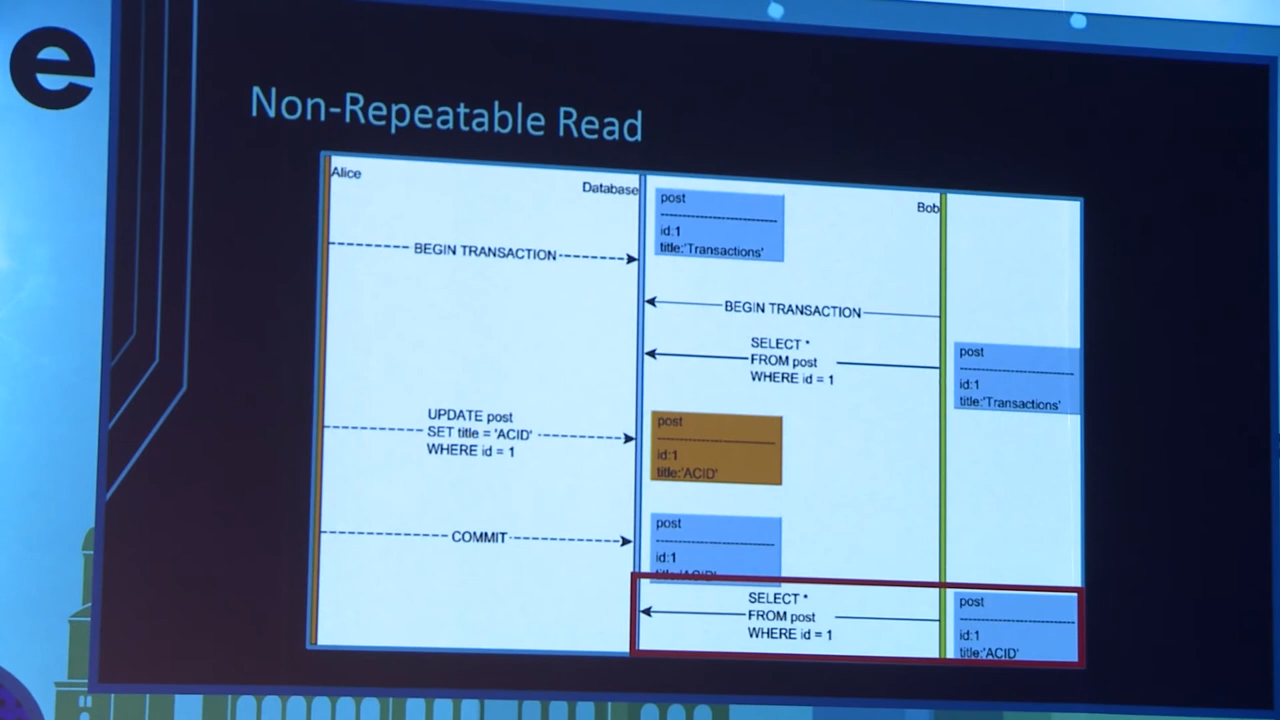 e
Non-Repeatable Read
Alice
Database
post
id:1
title:'Transactions'
Bob
BEGIN TRANSACTION
BEGIN TRANSACTION
SELECT *
FROM post
WHERE id = 1
post
id:1
title:'Transactions'
UPDATE post
SET title = 'ACID'
WHERE id = 1
post
id:1
title:'ACID'
COMMIT
post
id:1
title:'ACID'
SELECT *
FROM post
WHERE id = 1
post
id:1
title:'ACID'